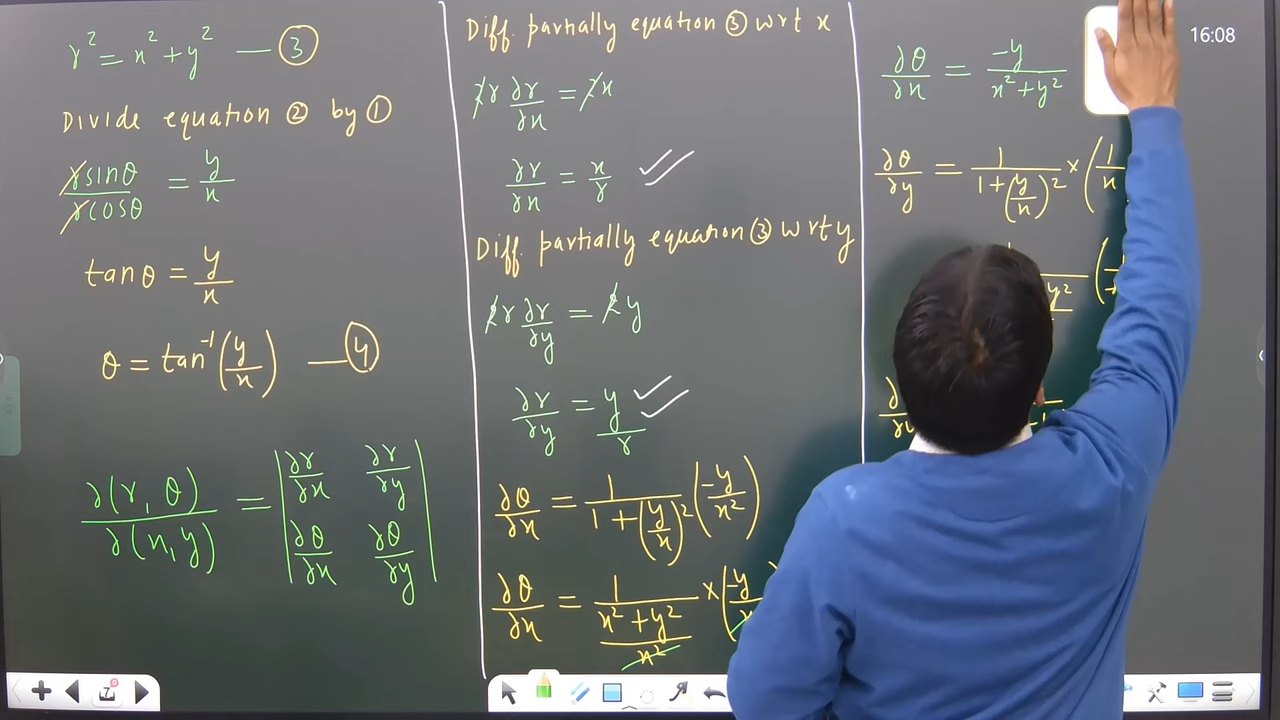 r² = x² + y² — ③
Divide equation ② by ①
r sinθ / r cosθ = y/x
tanθ = y/x
θ = tan⁻¹(y/x) — ④
∂(r, θ)/∂(x, y) = | ∂r/∂x ∂r/∂y |
| ∂θ/∂x ∂θ/∂y |
Diff. partially equation ③ w r t x
2r ∂r/∂x = 2x
∂r/∂x = x/r
Diff. partially equation ③ w r t y
2r ∂r/∂y = 2y
∂r/∂y = y/r
∂θ/∂x = 1/(1 + (y/x)²) (-y/x²)
∂θ/∂x = 1/((x² + y²)/x²) × (-y/
∂θ/∂x = -y/(x² + y²)
∂θ/∂y = 1/(1 + (y/x)²) × (1/x
y²
16:08